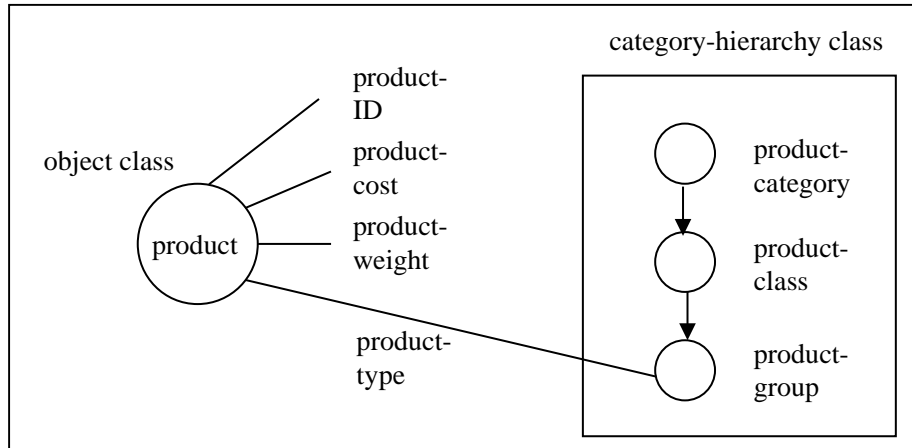 category-hierarchy class
product-
ID
object class
product-
cost
product
product-
weight
product-
type
product-
category
product-
class
product-
group